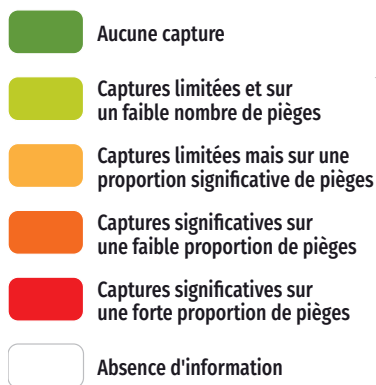 Aucune capture
Captures limitées et sur
un faible nombre de pièges
Captures limitées mais sur une
proportion significative de pièges
Captures significatives sur
une faible proportion de pièges
Captures significatives sur
une forte proportion de pièges
Absence d'information